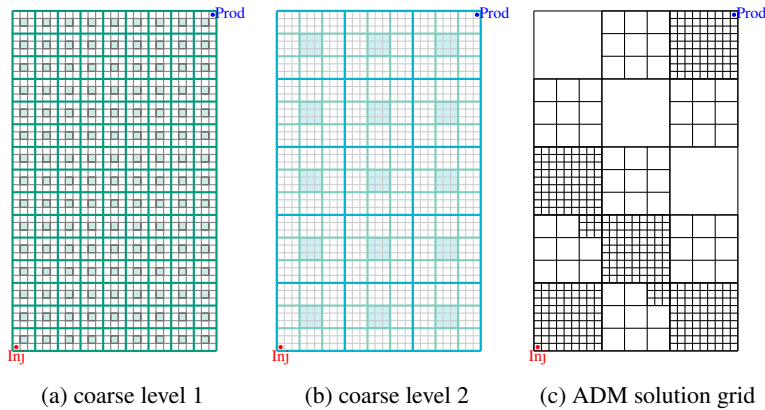 Prod
Prod
Prod
Inj
Inj
Inj
(a) coarse level 1
(b) coarse level 2
(c) ADM solution grid